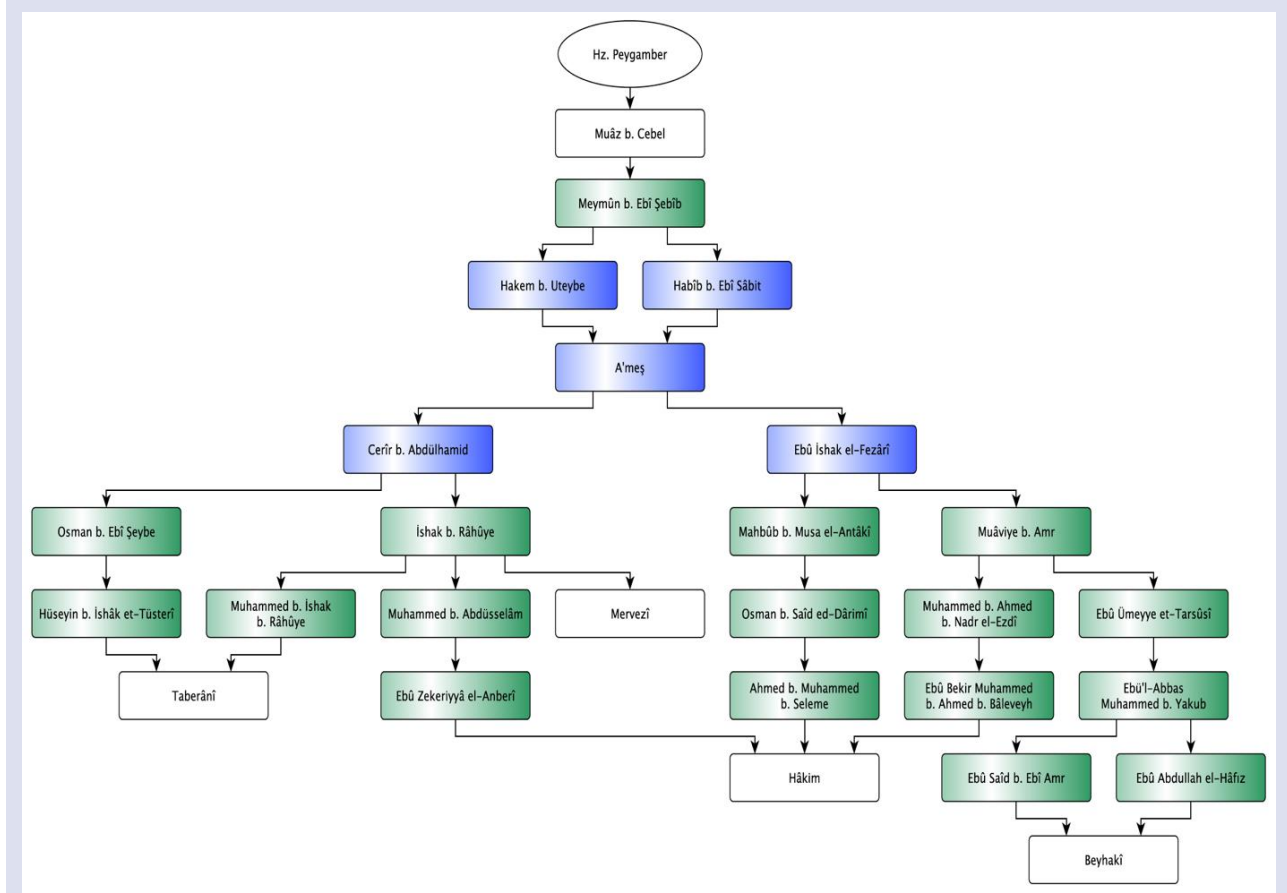 Hz. Peygamber
Muâz b. Cebel
Meymûn b. Ebî Şebîb
Hakem b. Uteybe
Habîb b. Ebî Sâbit
A'meş
Cerîr b. Abdülhamid
Ebû İshak el-Fezârî
Osman b. Ebî Şeybe
İshak b. Râhûye
Mahbûb b. Musa el-Antâkî
Muâviye b. Amr
Hüseyin b. İshâk et-Tüsterî
Muhammed b. İshak
b. Râhûye
Muhammed b. Abdüsselâm
Mervezî
Osman b. Saîd ed-Dârimî
Muhammed b. Ahmed
b. Nadr el-Ezdî
Ebû Ümeyye et-Tarsûsî
Taberânî
Ebû Zekeriyyâ el-Anberî
Ahmed b. Muhammed
b. Seleme
Ebû Bekir Muhammed
b. Ahmed b. Bâleveyh
Ebü'l-Abbas
Muhammed b. Yakub
Hâkim
Ebû Saîd b. Ebî Amr
Ebû Abdullah el-Hâfız
Beyhakî